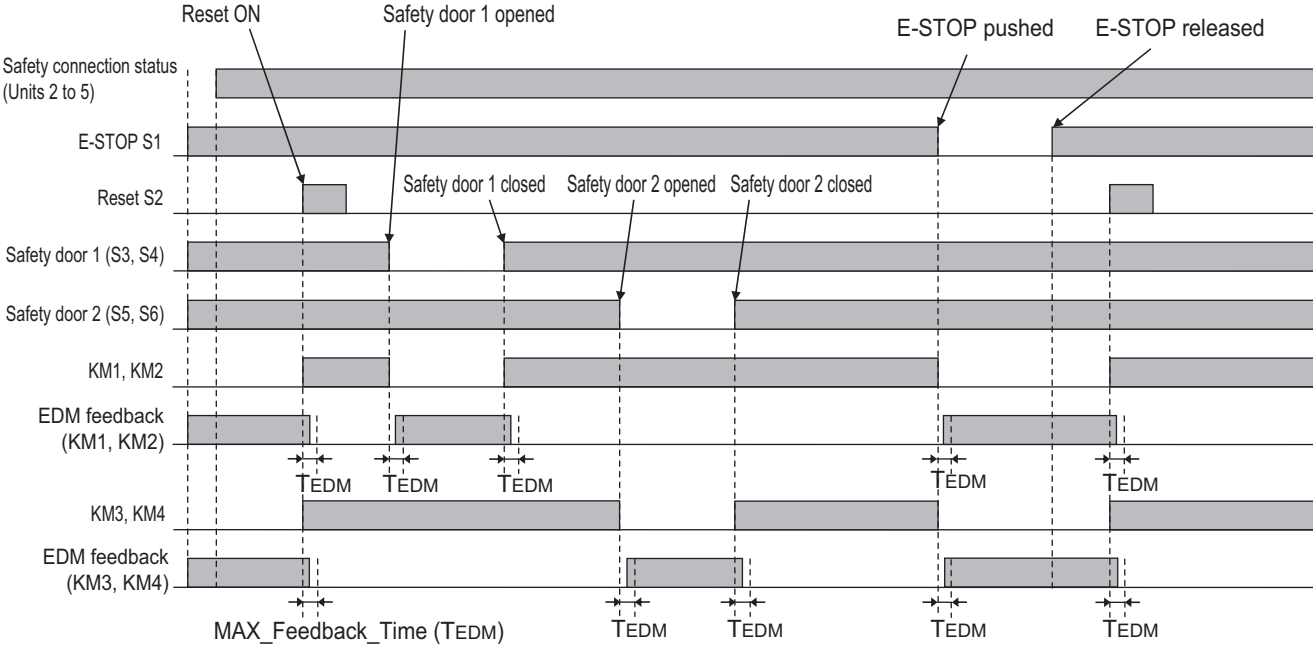 Reset ON
Safety door 1 opened
E-STOP pushed
E-STOP released
Safety connection status
(Units 2 to 5)
E-STOP S1
Reset S2
Safety door 1 closed
Safety door 2 opened
Safety door 2 closed
Safety door 1 (S3, S4)
Safety door 2 (S5, S6)
KM1, KM2
EDM feedback
(KM1, KM2)
TEDM
TEDM
TEDM
TEDM
TEDM
KM3, KM4
EDM feedback
(KM3, KM4)
MAX_Feedback_Time (TEDM)
TEDM
TEDM
TEDM
TEDM